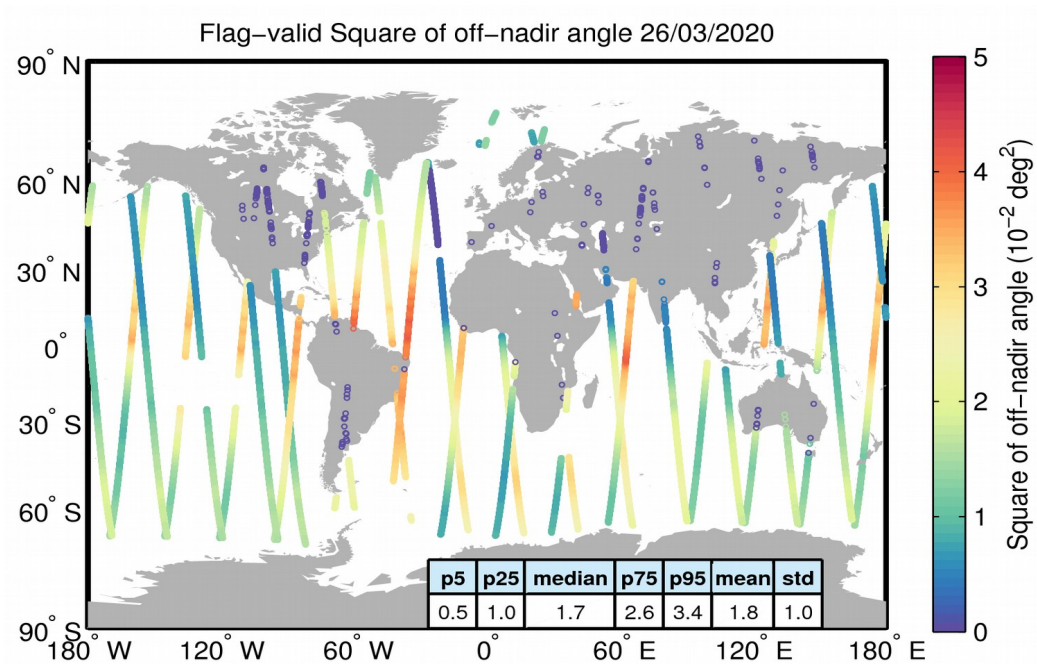 Flag−valid Square of off−nadir angle 26/03/2020
90° N
60° N
30° N
0°
30° S
60° S
90° S
180° W
120° W
60° W
0°
60° E
120° E
180° E
p5 p25 median p75 p95 mean std
0.5 1.0 1.7 2.6 3.4 1.8 1.0
5
4
3
2
1
0
Square of off−nadir angle (10⁻² deg²)